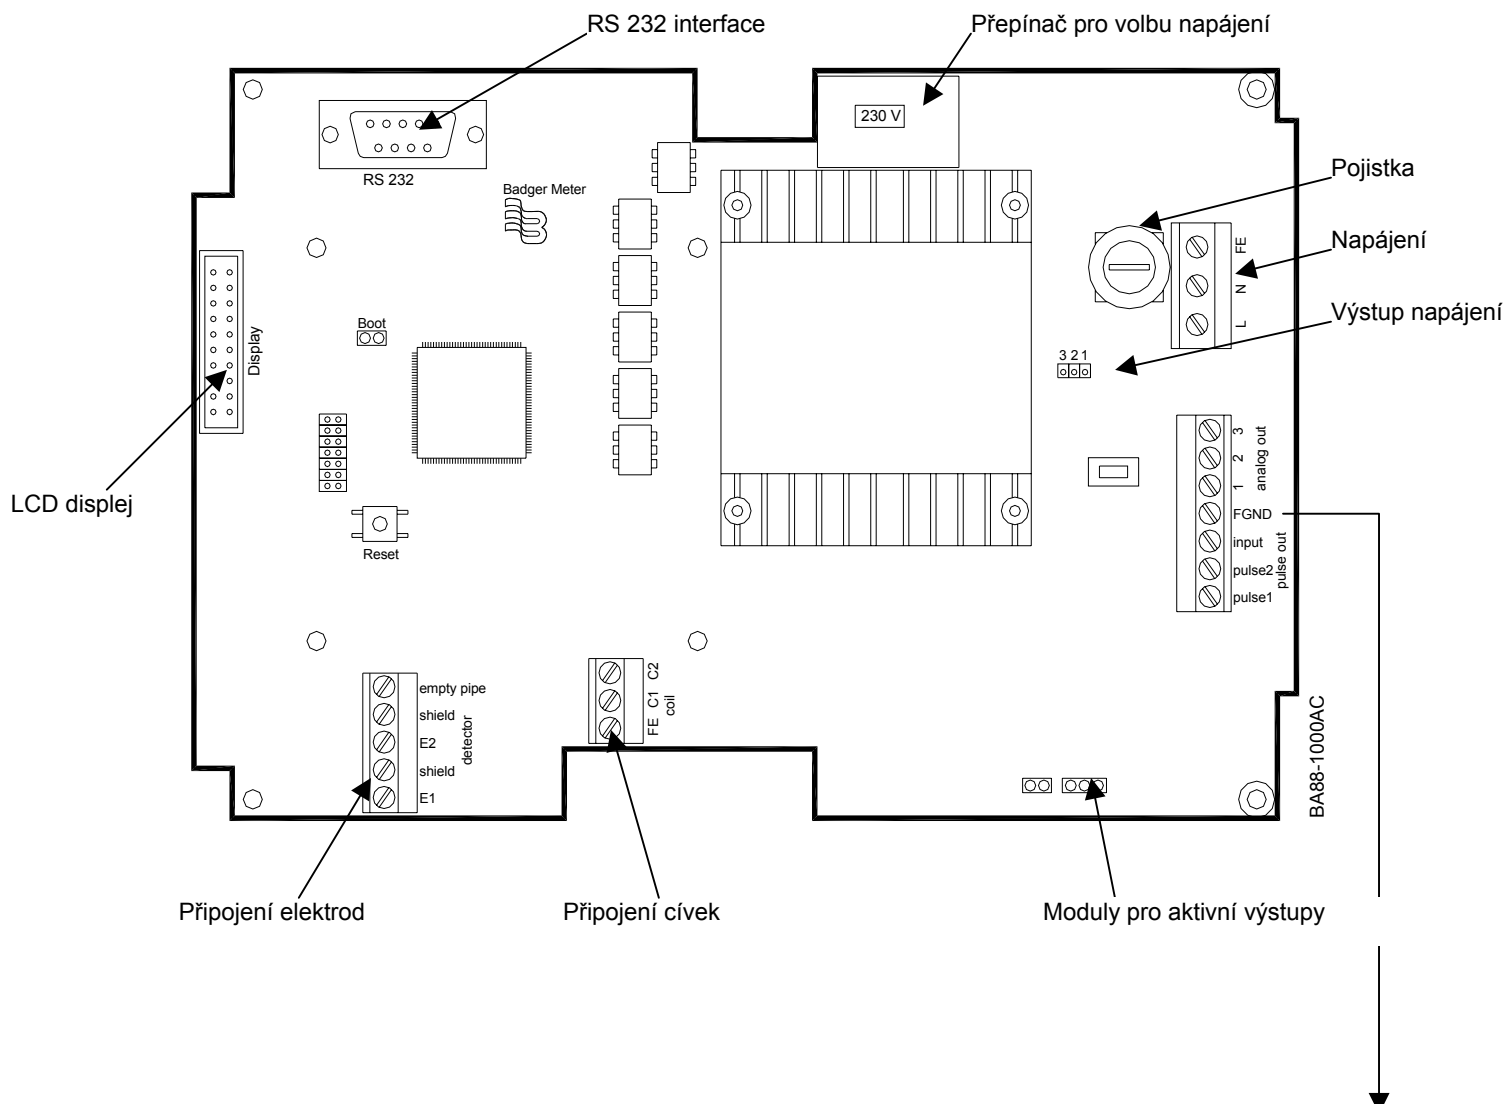 RS 232 interface
Přepínač pro volbu napájení
230 V
RS 232
Badger Meter
Pojistka
FE
Napájení
N
L
Výstup napájení
Boot
Display
3 2 1
LCD displej
3
2
1
analog out
FGND
input
pulse2
pulse1
pulse out
Reset
empty pipe
shield
E2
shield
E1
detector
C2
C1
FE
coil
BA88-1000AC
Připojení elektrod
Připojení cívek
Moduly pro aktivní výstupy